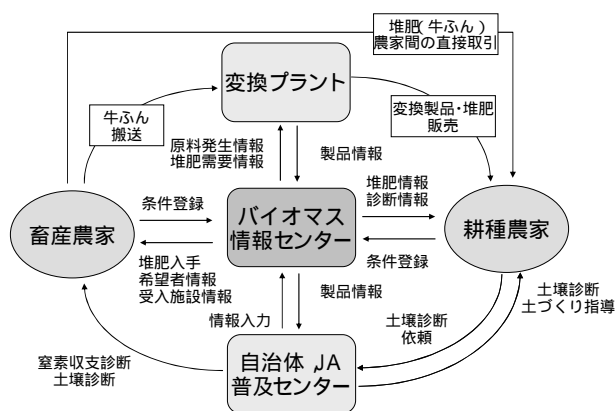 堆肥(牛ふん)
農家間の直接取引
変換プラント
牛ふん
搬送
変換製品・堆肥
販売
原料発生情報
堆肥需要情報
製品情報
条件登録
堆肥情報
診断情報
畜産農家
バイオマス
情報センター
耕種農家
堆肥入手
希望者情報
受入施設情報
条件登録
情報入力
製品情報
土壌診断
依頼
土壌診断
土づくり指導
窒素収支診断
土壌診断
自治体,JA
普及センター